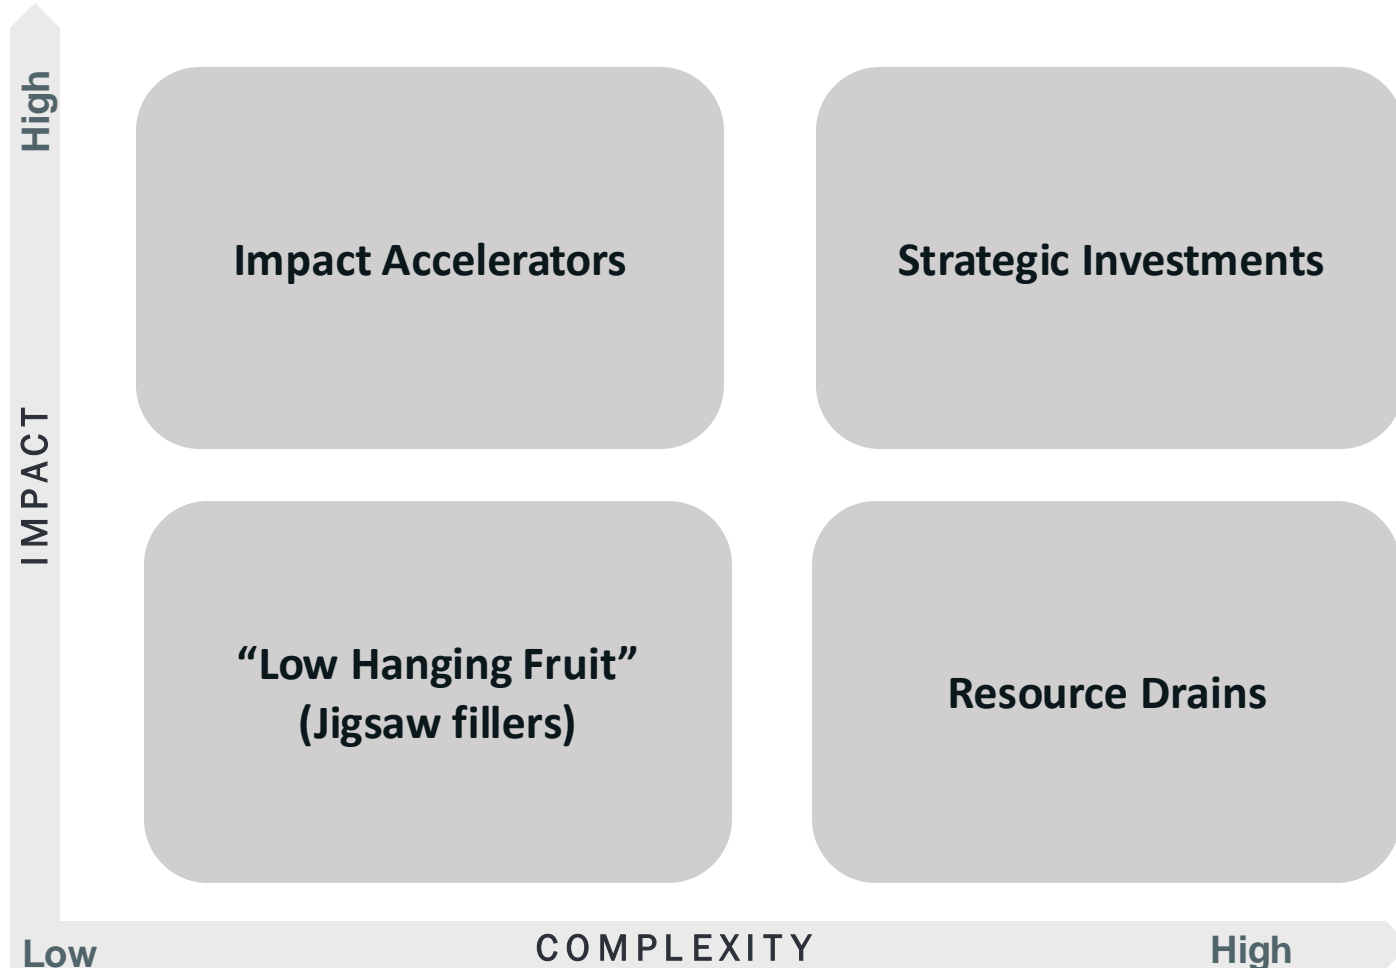 High
Impact Accelerators
Strategic Investments
IMPACT
“Low Hanging Fruit”
(Jigsaw fillers)
Resource Drains
Low
COMPLEXITY
High